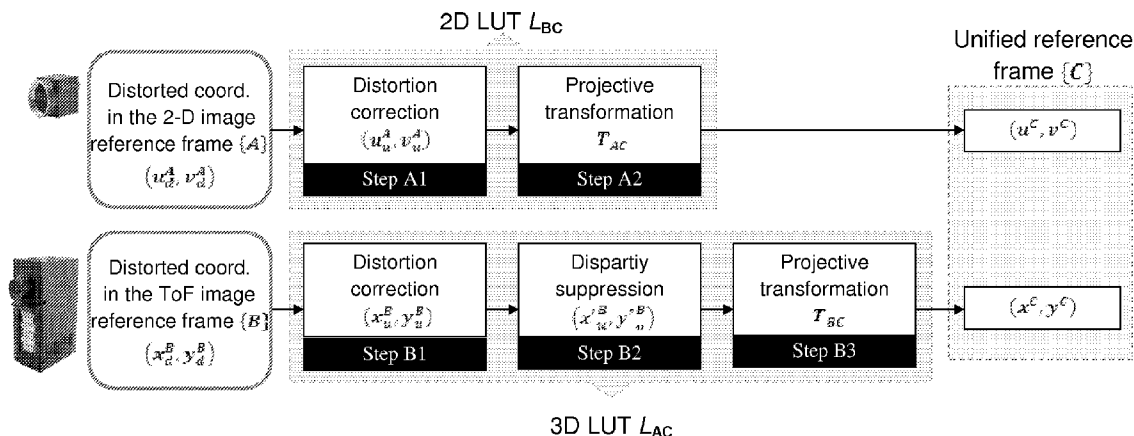 2D LUT L_BC
Unified reference
frame {C}
Distorted coord.
in the 2-D image
reference frame {A}
(u_d^A, v_d^A)
Distortion
correction
(u_u^A, v_u^A)
Step A1
Projective
transformation
T_AC
Step A2
(u^C, v^C)
Distorted coord.
in the ToF image
reference frame {B}
(x_d^B, y_d^B)
Distortion
correction
(x_u^B, y_u^B)
Step B1
Dispartiy
suppression
(x'_u^B, y'_u^B)
Step B2
Projective
transformation
T_BC
Step B3
(x^C, y^C)
3D LUT L_AC